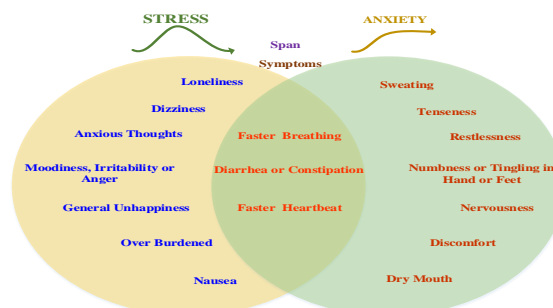 STRESS
ANXIETY
Span
Symptoms
Loneliness
Dizziness
Anxious Thoughts
Moodiness, Irritability or
Anger
General Unhappiness
Over Burdened
Nausea
Faster Breathing
Diarrhea or Constipation
Faster Heartbeat
Sweating
Tenseness
Restlessness
Numbness or Tingling in
Hand or Feet
Nervousness
Discomfort
Dry Mouth